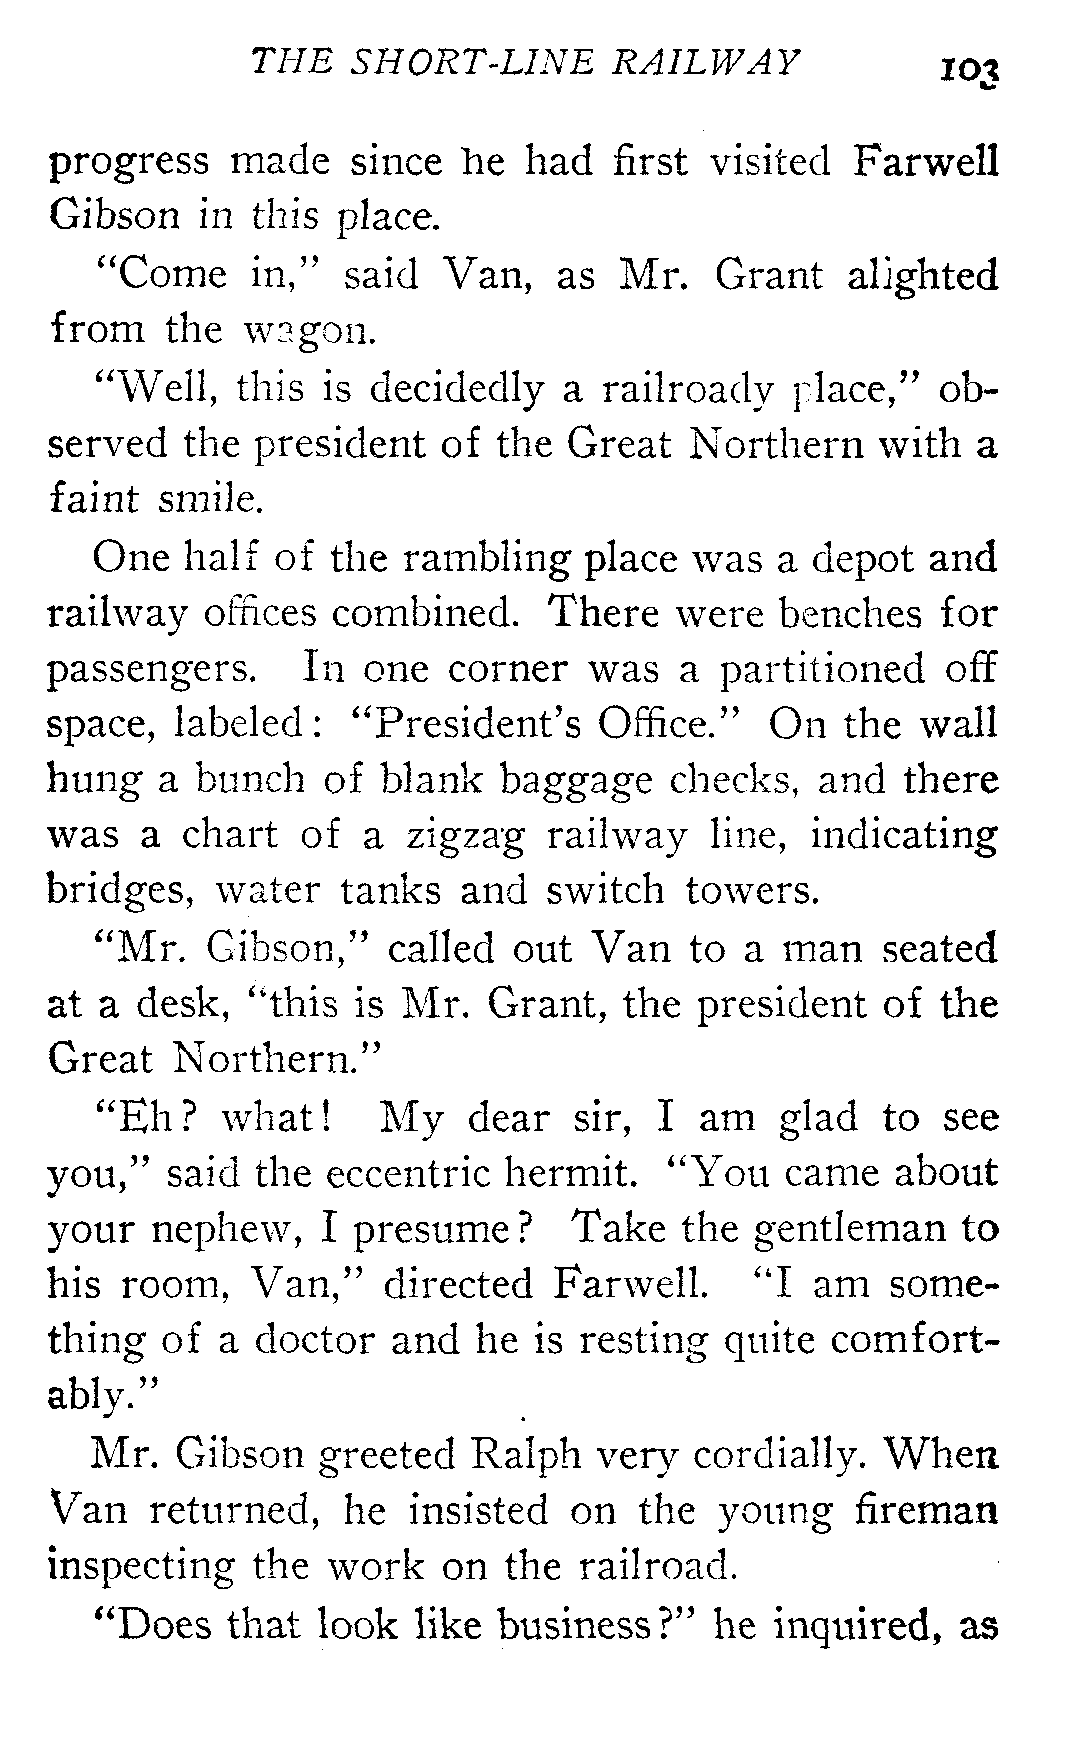 THE SHORT-LINE RAILWAY 103
progress made since he had first visited Farwell
Gibson in this place.
“Come in,” said Van, as Mr. Grant alighted
from the wagon.
“Well, this is decidedly a railroady place,” ob-
served the president of the Great Northern with a
faint smile.
One half of the rambling place was a depot and
railway offices combined. There were benches for
passengers. In one corner was a partitioned off
space, labeled: “President’s Office.” On the wall
hung a bunch of blank baggage checks, and there
was a chart of a zigzag railway line, indicating
bridges, water tanks and switch towers.
“Mr. Gibson,” called out Van to a man seated
at a desk, “this is Mr. Grant, the president of the
Great Northern.”
“Eh? what! My dear sir, I am glad to see
you,” said the eccentric hermit. “You came about
your nephew, I presume? Take the gentleman to
his room, Van,” directed Farwell. “I am some-
thing of a doctor and he is resting quite comfort-
ably.”
Mr. Gibson greeted Ralph very cordially. When
Van returned, he insisted on the young fireman
inspecting the work on the railroad.
“Does that look like business?” he inquired, as